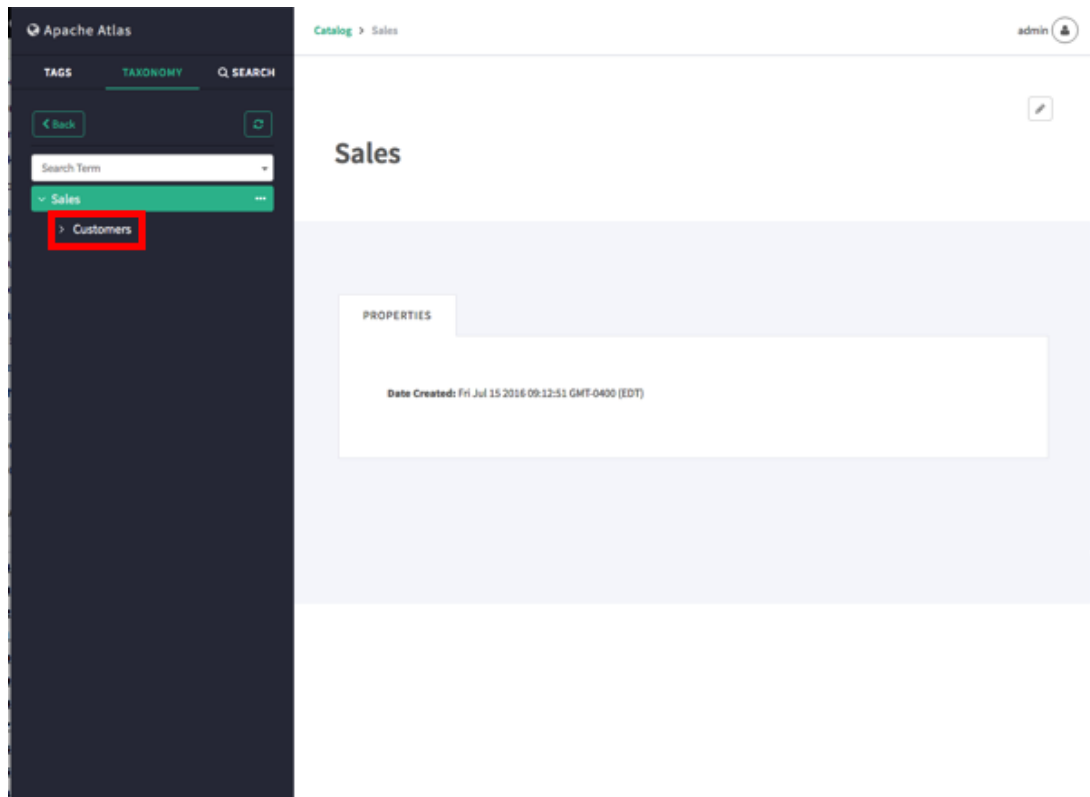 Apache Atlas
Catalog > Sales
admin
TAGS TAXONOMY SEARCH
Back
Search Term
Sales
Customers
Sales
PROPERTIES
Date Created: Fri Jul 15 2016 09:12:51 GMT-0400 (EDT)